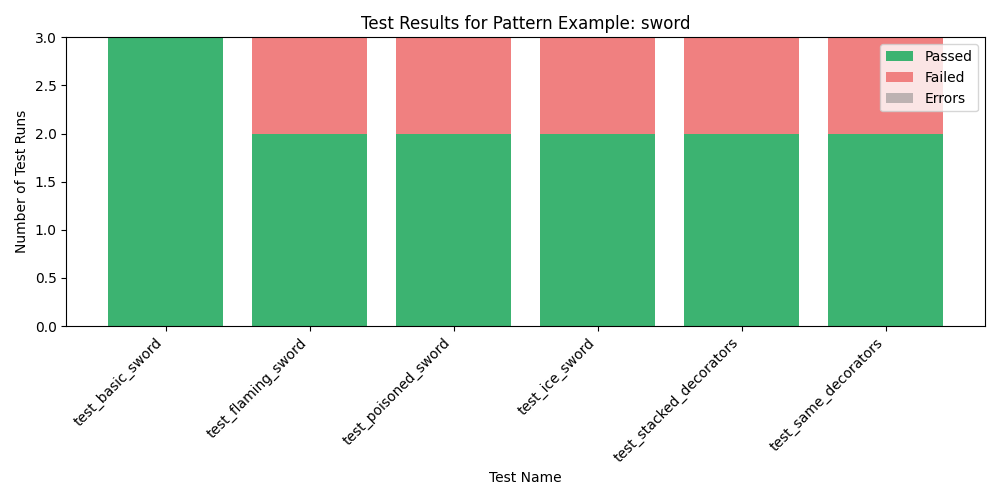 Test Results for Pattern Example: sword
Number of Test Runs
3.0
2.5
2.0
1.5
1.0
0.5
0.0
Passed
Failed
Errors
test_basic_sword
test_flaming_sword
test_poisoned_sword
test_ice_sword
test_stacked_decorators
test_same_decorators
Test Name